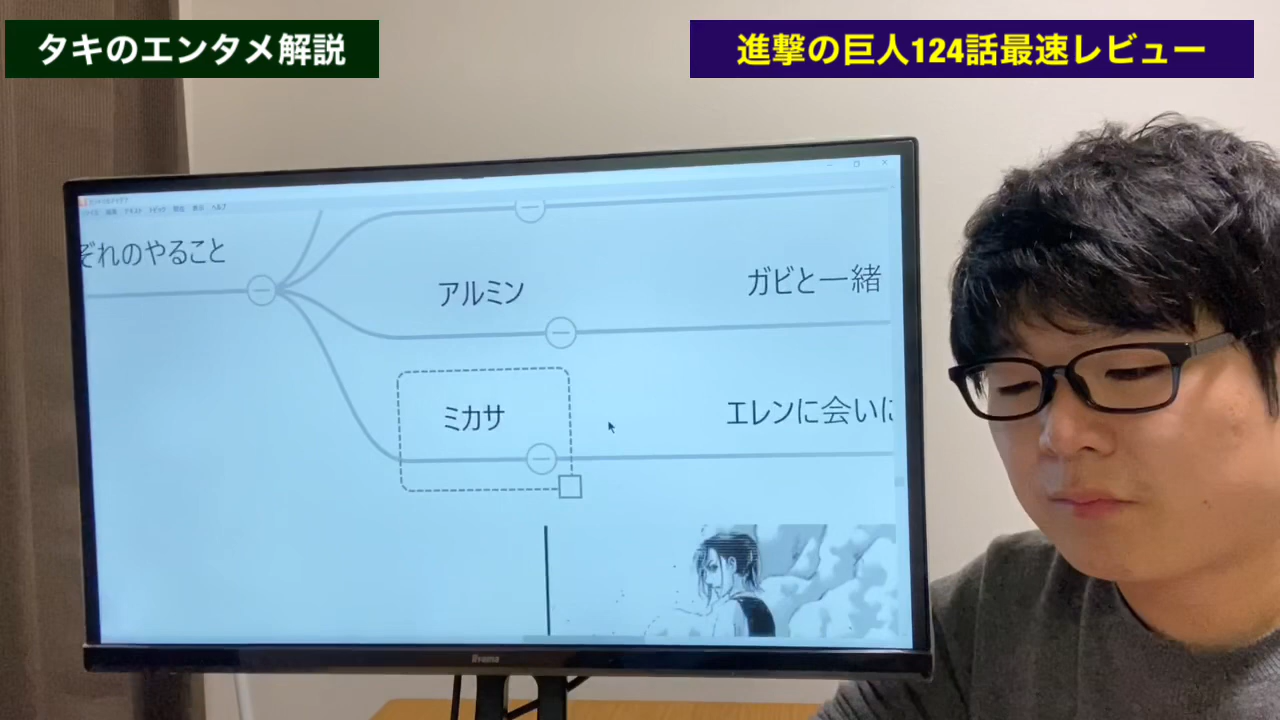 タキのエンタメ解説
進撃の巨人124話最速レビュー
ぞれのやること
アルミン
ガビと一緒
ミカサ
エレンに会いに
iiyama